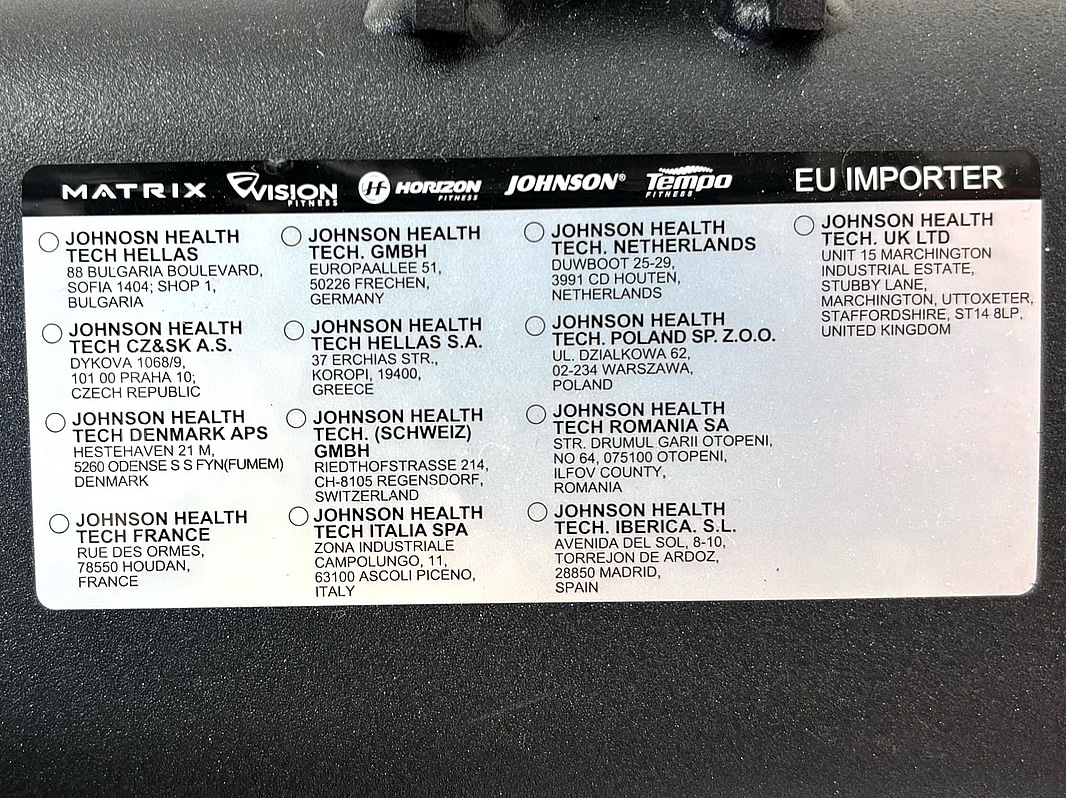 MATRIX VISION FITNESS HORIZON FITNESS JOHNSON® Tempo FITNESS EU IMPORTER
JOHNOSN HEALTH
TECH HELLAS
88 BULGARIA BOULEVARD,
SOFIA 1404; SHOP 1,
BULGARIA
JOHNSON HEALTH
TECH CZ&SK A.S.
DYKOVA 1068/9,
101 00 PRAHA 10;
CZECH REPUBLIC
JOHNSON HEALTH
TECH DENMARK APS
HESTEHAVEN 21 M,
5260 ODENSE S S FYN(FUMEM)
DENMARK
JOHNSON HEALTH
TECH FRANCE
RUE DES ORMES,
78550 HOUDAN,
FRANCE
JOHNSON HEALTH
TECH. GMBH
EUROPAALLEE 51,
50226 FRECHEN,
GERMANY
JOHNSON HEALTH
TECH HELLAS S.A.
37 ERCHIAS STR.,
KOROPI, 19400,
GREECE
JOHNSON HEALTH
TECH. (SCHWEIZ)
GMBH
RIEDTHOFSTRASSE 214,
CH-8105 REGENSDORF,
SWITZERLAND
JOHNSON HEALTH
TECH ITALIA SPA
ZONA INDUSTRIALE
CAMPOLUNGO, 11,
63100 ASCOLI PICENO,
ITALY
JOHNSON HEALTH
TECH. NETHERLANDS
DUWBOOT 25-29,
3991 CD HOUTEN,
NETHERLANDS
JOHNSON HEALTH
TECH. POLAND SP. Z.O.O.
UL. DZIALKOWA 62,
02-234 WARSZAWA,
POLAND
JOHNSON HEALTH
TECH ROMANIA SA
STR. DRUMUL GARII OTOPENI,
NO 64, 075100 OTOPENI,
ILFOV COUNTY,
ROMANIA
JOHNSON HEALTH
TECH. IBERICA. S.L.
AVENIDA DEL SOL, 8-10,
TORREJON DE ARDOZ,
28850 MADRID,
SPAIN
JOHNSON HEALTH
TECH. UK LTD
UNIT 15 MARCHINGTON
INDUSTRIAL ESTATE,
STUBBY LANE,
MARCHINGTON, UTTOXETER,
STAFFORDSHIRE, ST14 8LP,
UNITED KINGDOM